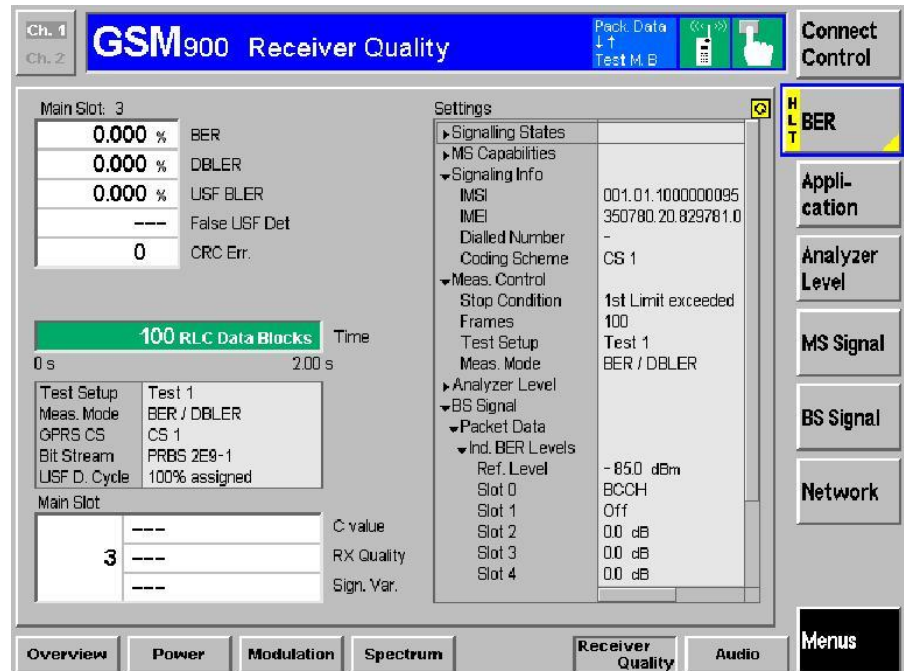 Ch. 1
Ch. 2
GSM900 Receiver Quality
Pack. Data
↓↑
Test M. B
Connect
Control
Main Slot: 3
0.000 % BER
0.000 % DBLER
0.000 % USF BLER
--- False USF Det
0 CRC Err.
100 RLC Data Blocks Time
0 s 2.00 s
Test Setup Test 1
Meas. Mode BER / DBLER
GPRS CS CS 1
Bit Stream PRBS 2E9-1
USF D. Cycle 100% assigned
Main Slot
3
--- C value
--- RX Quality
--- Sign. Var.
Settings
Signalling States
MS Capabilities
Signaling Info
IMSI 001.01.1000000095
IMEI 350780.20.829781.0
Dialled Number -
Coding Scheme CS 1
Meas. Control
Stop Condition 1st Limit exceeded
Frames 100
Test Setup Test 1
Meas. Mode BER / DBLER
Analyzer Level
BS Signal
Packet Data
Ind. BER Levels
Ref. Level - 85.0 dBm
Slot 0 BCCH
Slot 1 Off
Slot 2 0.0 dB
Slot 3 0.0 dB
Slot 4 0.0 dB
HLT
BER
Appli-
cation
Analyzer
Level
MS Signal
BS Signal
Network
Menus
Overview
Power
Modulation
Spectrum
Receiver
Quality
Audio